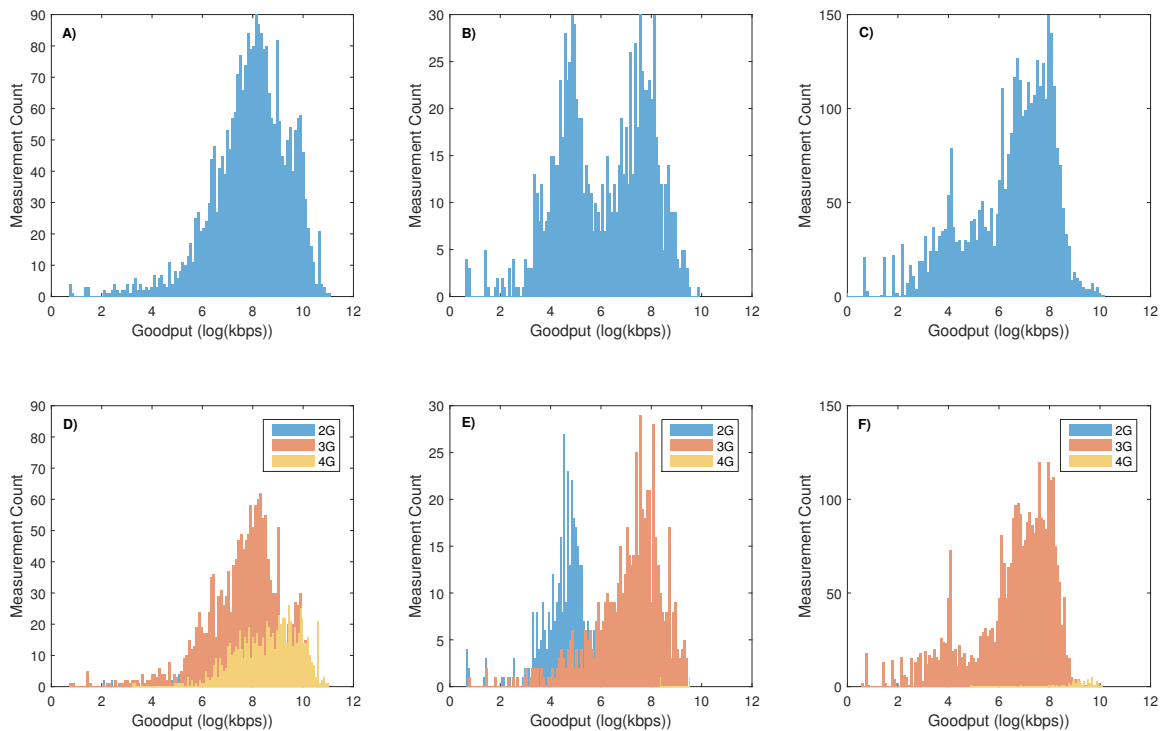 A)
Measurement Count
90
80
70
60
50
40
30
20
10
0
0 2 4 6 8 10 12
Goodput (log(kbps))
B)
Measurement Count
30
25
20
15
10
5
0
0 2 4 6 8 10 12
Goodput (log(kbps))
C)
Measurement Count
150
100
50
0
0 2 4 6 8 10 12
Goodput (log(kbps))
D)
2G
3G
4G
Measurement Count
90
80
70
60
50
40
30
20
10
0
0 2 4 6 8 10 12
Goodput (log(kbps))
E)
2G
3G
4G
Measurement Count
30
25
20
15
10
5
0
0 2 4 6 8 10 12
Goodput (log(kbps))
F)
2G
3G
4G
Measurement Count
150
100
50
0
0 2 4 6 8 10 12
Goodput (log(kbps))